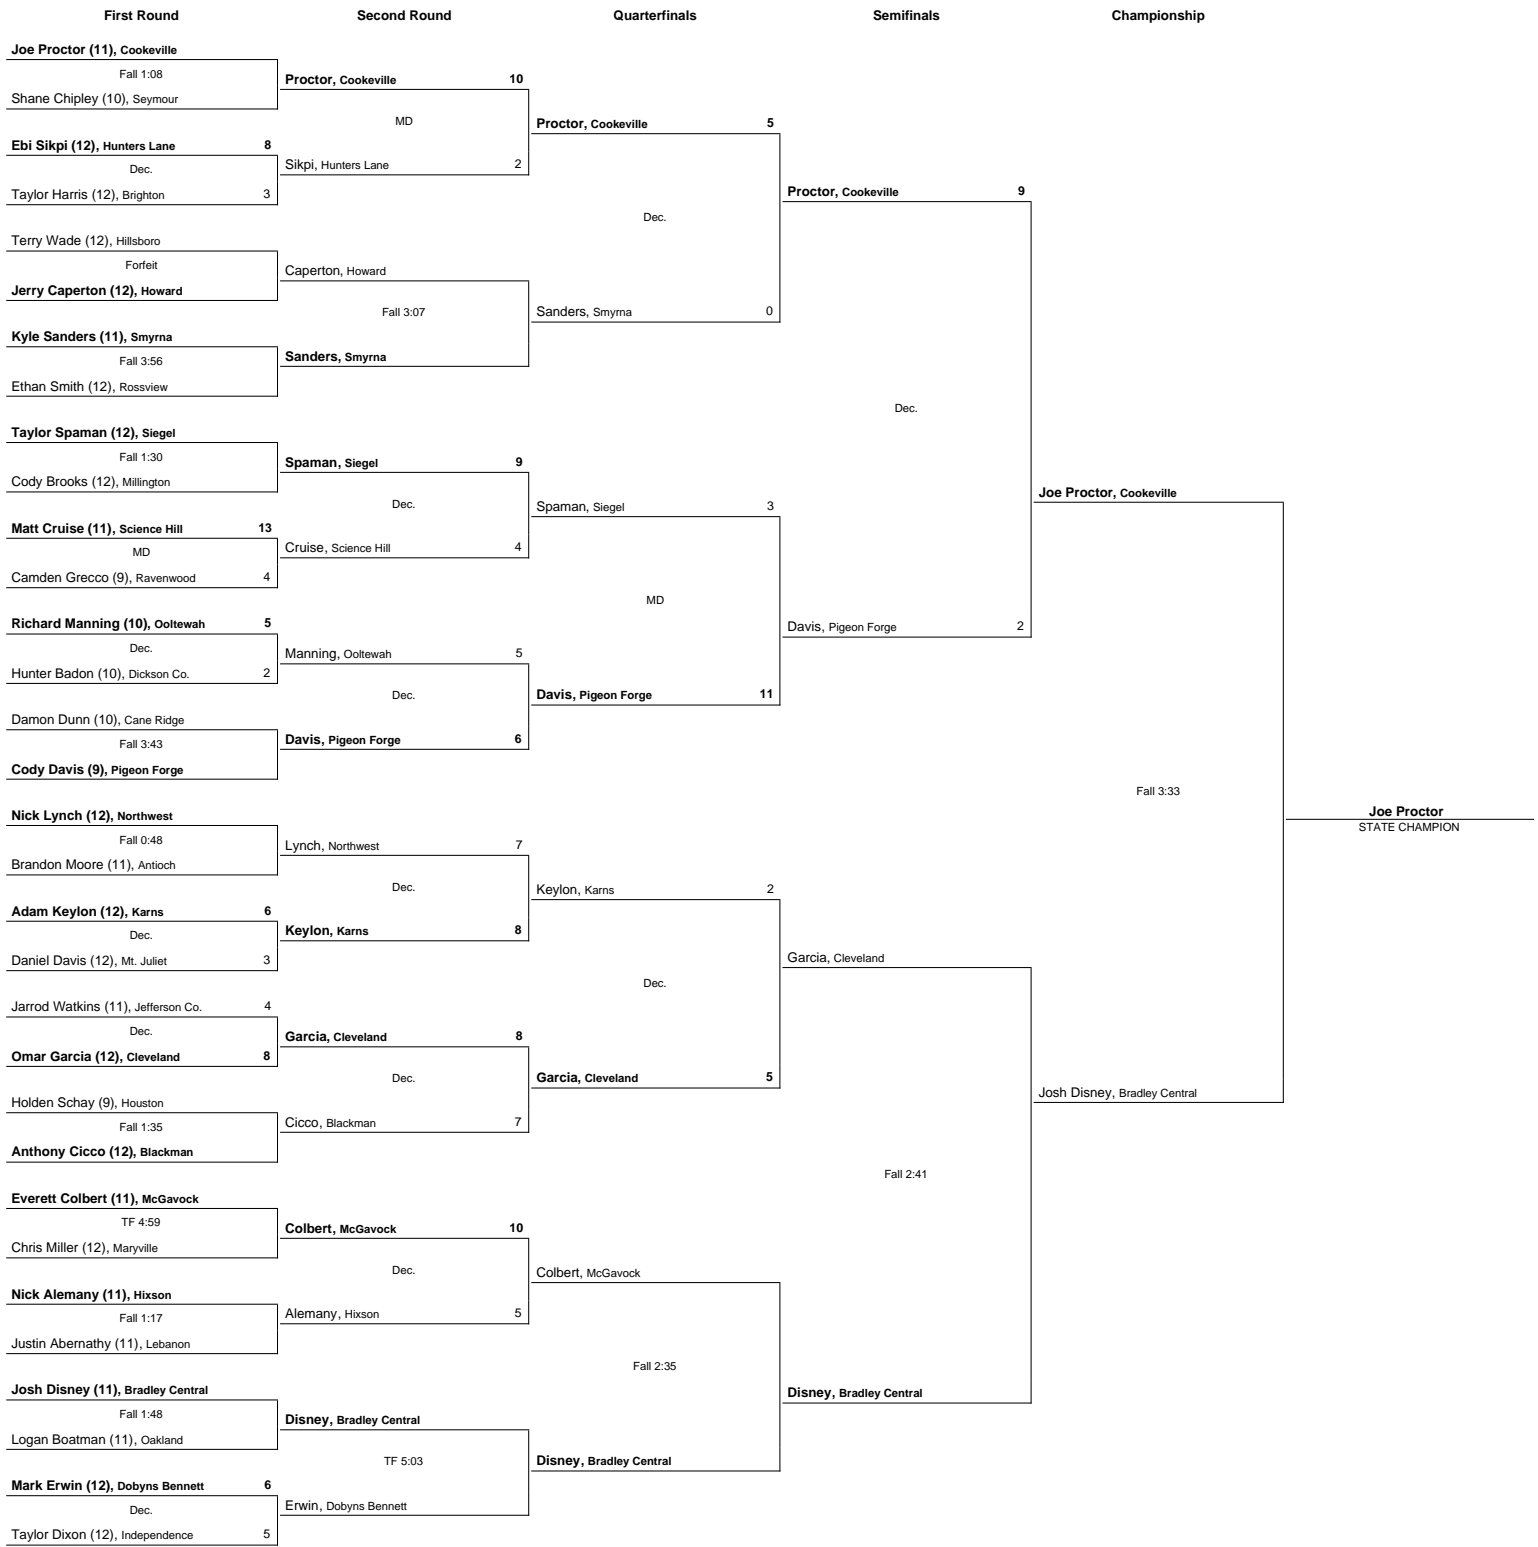 First Round
Second Round
Quarterfinals
Semifinals
Championship
Joe Proctor (11), Cookeville
Fall 1:08
Shane Chipley (10), Seymour
Ebi Sikpi (12), Hunters Lane 8
Dec.
Taylor Harris (12), Brighton 3
Terry Wade (12), Hillsboro
Forfeit
Jerry Caperton (12), Howard
Kyle Sanders (11), Smyrna
Fall 3:56
Ethan Smith (12), Rossview
Taylor Spaman (12), Siegel
Fall 1:30
Cody Brooks (12), Millington
Matt Cruise (11), Science Hill 13
MD
Camden Grecco (9), Ravenwood 4
Richard Manning (10), Ooltewah 5
Dec.
Hunter Badon (10), Dickson Co. 2
Damon Dunn (10), Cane Ridge
Fall 3:43
Cody Davis (9), Pigeon Forge
Nick Lynch (12), Northwest
Fall 0:48
Brandon Moore (11), Antioch
Adam Keylon (12), Karns 6
Dec.
Daniel Davis (12), Mt. Juliet 3
Jarrod Watkins (11), Jefferson Co. 4
Dec.
Omar Garcia (12), Cleveland 8
Holden Schay (9), Houston
Fall 1:35
Anthony Cicco (12), Blackman
Everett Colbert (11), McGavock
TF 4:59
Chris Miller (12), Maryville
Nick Alemany (11), Hixson
Fall 1:17
Justin Abernathy (11), Lebanon
Josh Disney (11), Bradley Central
Fall 1:48
Logan Boatman (11), Oakland
Mark Erwin (12), Dobyns Bennett 6
Dec.
Taylor Dixon (12), Independence 5
Proctor, Cookeville 10
MD
Sikpi, Hunters Lane 2
Caperton, Howard
Fall 3:07
Sanders, Smyrna
Spaman, Siegel 9
Dec.
Cruise, Science Hill 4
Manning, Ooltewah 5
Dec.
Davis, Pigeon Forge 6
Lynch, Northwest 7
Dec.
Keylon, Karns 8
Garcia, Cleveland 8
Dec.
Cicco, Blackman 7
Colbert, McGavock 10
Dec.
Alemany, Hixson 5
Disney, Bradley Central
TF 5:03
Erwin, Dobyns Bennett
Proctor, Cookeville 5
Dec.
Sanders, Smyrna 0
Spaman, Siegel 3
MD
Davis, Pigeon Forge 11
Keylon, Karns 2
Dec.
Garcia, Cleveland 5
Colbert, McGavock
Fall 2:35
Disney, Bradley Central
Proctor, Cookeville 9
Dec.
Davis, Pigeon Forge 2
Garcia, Cleveland
Fall 2:41
Disney, Bradley Central
Joe Proctor, Cookeville
Fall 3:33
Josh Disney, Bradley Central
Joe Proctor
STATE CHAMPION